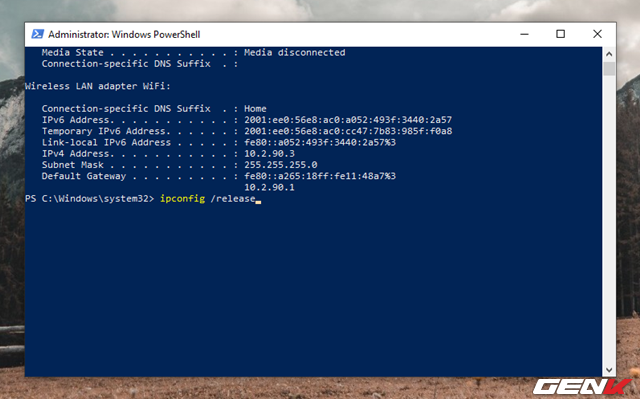 Administrator: Windows PowerShell
Media State . . . . . . . . . . . : Media disconnected
Connection-specific DNS Suffix . :
Wireless LAN adapter WiFi:
Connection-specific DNS Suffix . : Home
IPv6 Address. . . . . . . . . . . : 2001:ee0:56e8:ac0:a052:493f:3440:2a57
Temporary IPv6 Address. . . . . . : 2001:ee0:56e8:ac0:cc47:7b83:985f:f0a8
Link-local IPv6 Address . . . . . : fe80::a052:493f:3440:2a57%3
IPv4 Address. . . . . . . . . . . : 10.2.90.3
Subnet Mask . . . . . . . . . . . : 255.255.255.0
Default Gateway . . . . . . . . . : fe80::a265:18ff:fe11:48a7%3
10.2.90.1
PS C:\Windows\system32> ipconfig /release
GENK